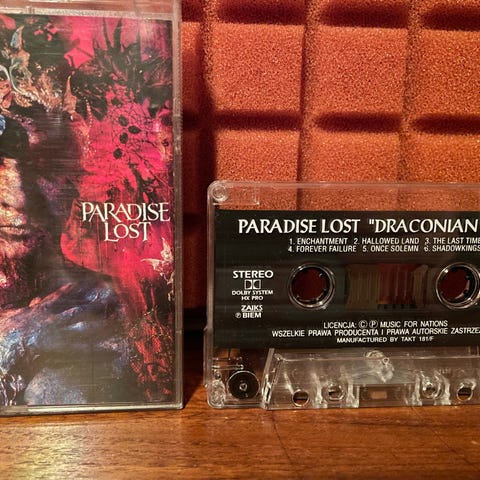 PARADISE
LOST
PARADISE LOST "DRACONIAN
1. ENCHANTMENT 2. HALLOWED LAND 3. THE LAST TIME
4. FOREVER FAILURE 5. ONCE SOLEMN 6. SHADOWKINGS
STEREO
DOLBY SYSTEM
HX PRO
ZAIKS
BIEM
LICENCJA: © ℗ MUSIC FOR NATIONS
WSZELKIE PRAWA PRODUCENTA I PRAWA AUTORSKIE ZASTRZEŻ
MANUFACTURED BY TAKT 181/F